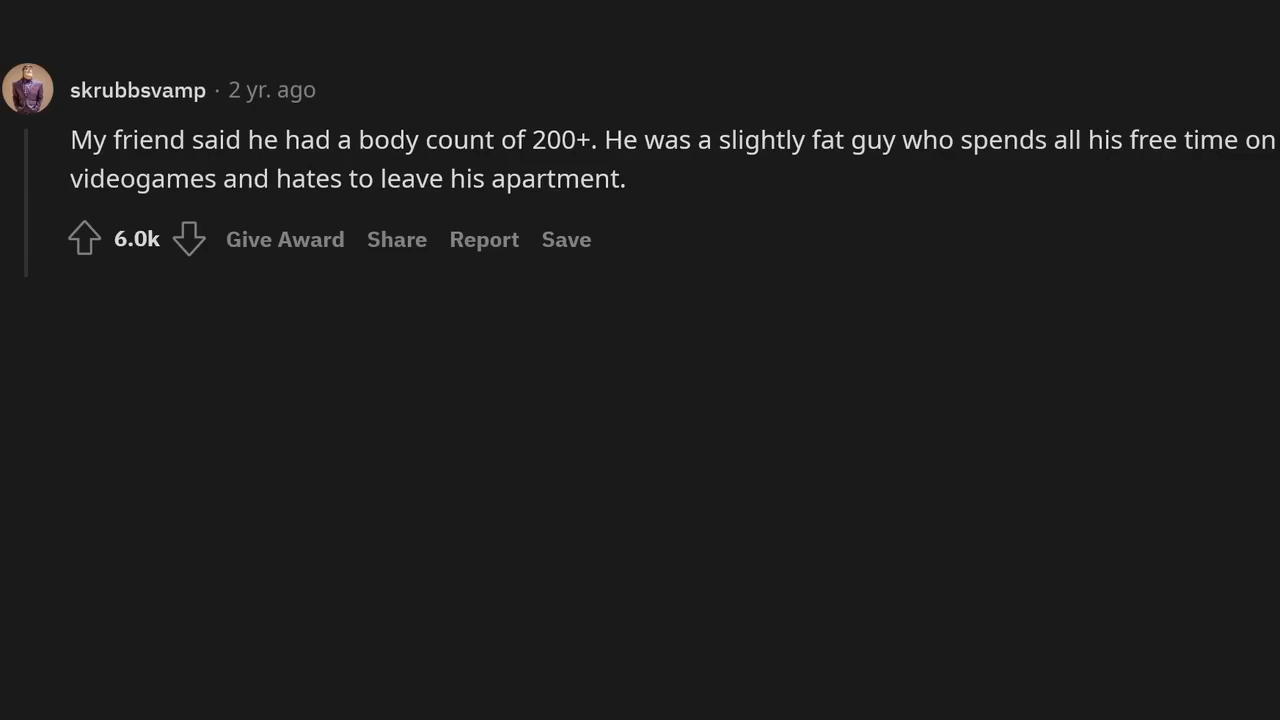 skrubbsvamp · 2 yr. ago
My friend said he had a body count of 200+. He was a slightly fat guy who spends all his free time on
videogames and hates to leave his apartment.
6.0k Give Award Share Report Save